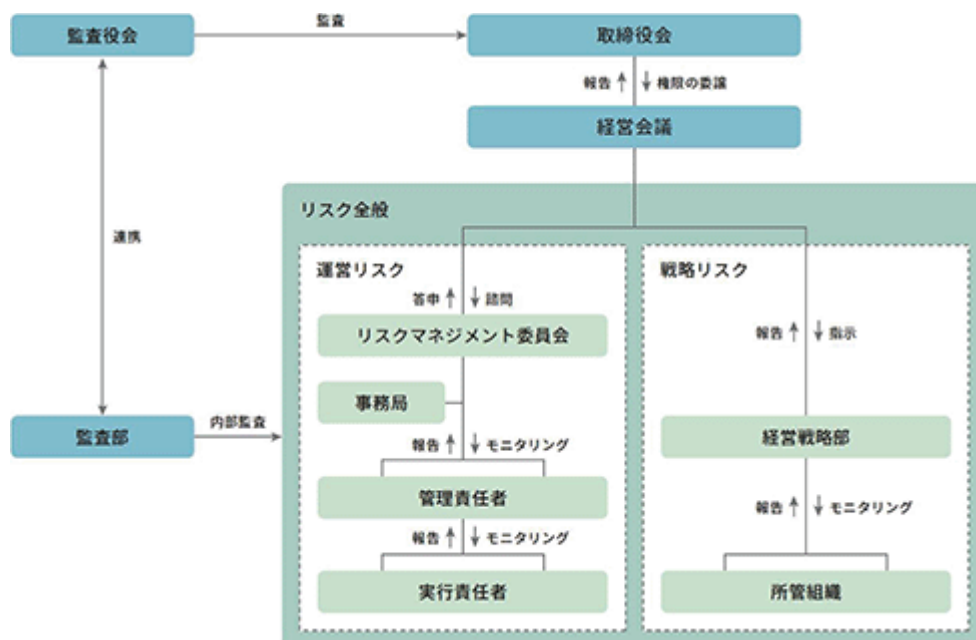 監査役会
監査
取締役会
報告
権限の委譲
経営会議
連携
リスク全般
運営リスク
戦略リスク
答申
諮問
リスクマネジメント委員会
報告
指示
事務局
監査部
内部監査
経営戦略部
報告
モニタリング
管理責任者
報告
モニタリング
報告
モニタリング
実行責任者
所管組織